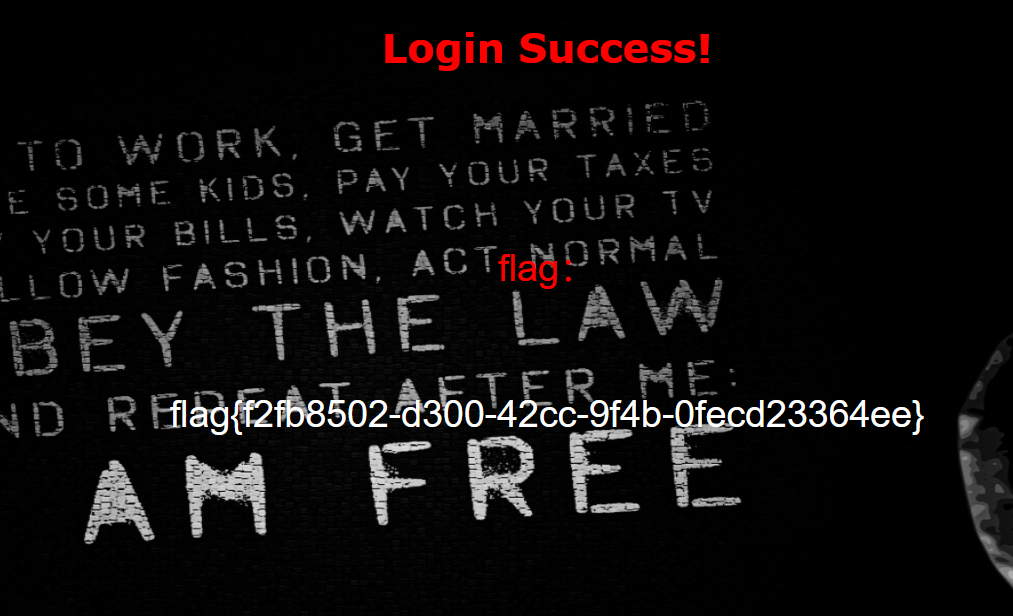 Login Success!
TO WORK, GET MARRIED
E SOME KIDS, PAY YOUR TAXES
Y YOUR BILLS, WATCH YOUR TV
LLOW FASHION, ACT NORMAL
flag:
BEY THE LAW
ND REPEAT AFTER ME:
flag{f2fb8502-d300-42cc-9f4b-0fecd23364ee}
AM FREE